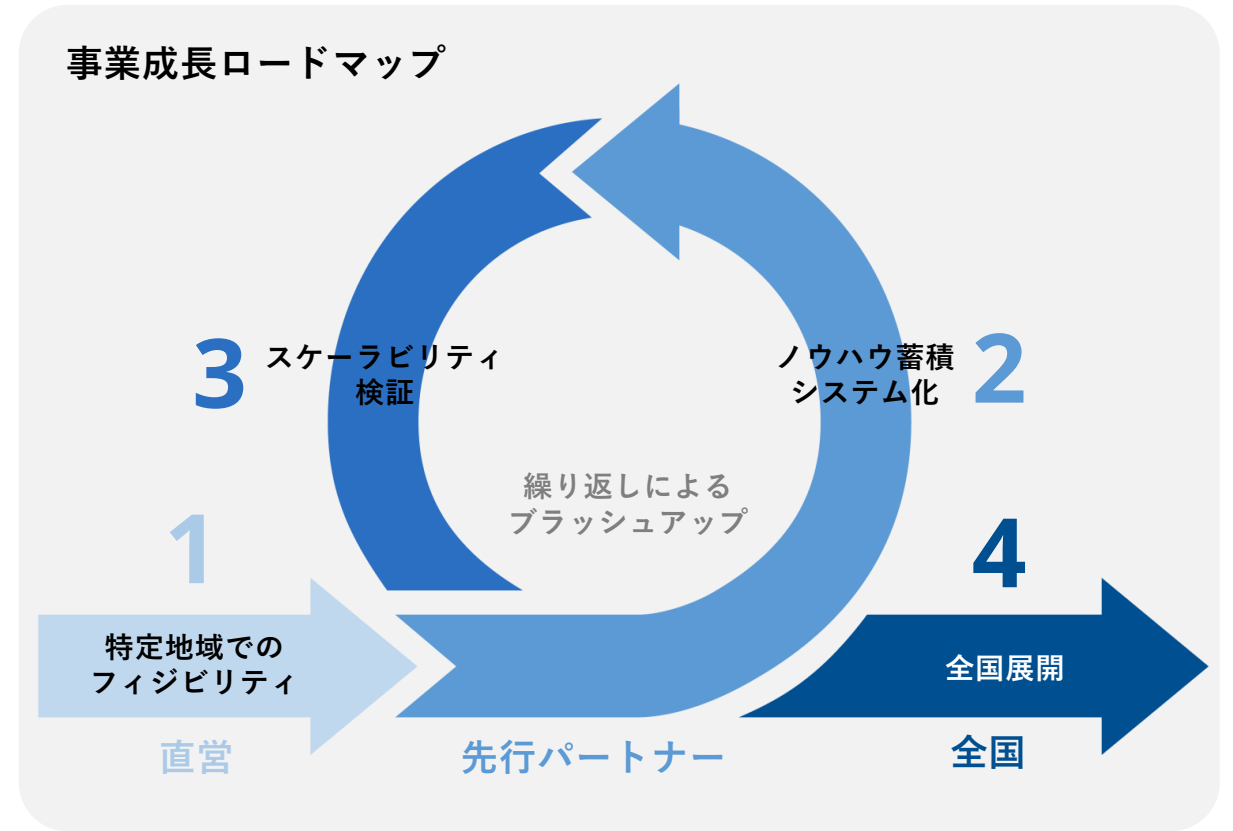 事業成長ロードマップ
3
スケーラビリティ
検証
ノウハウ蓄積
システム化
2
繰り返しによる
ブラッシュアップ
1
4
特定地域での
フィジビリティ
全国展開
直営
先行パートナー
全国